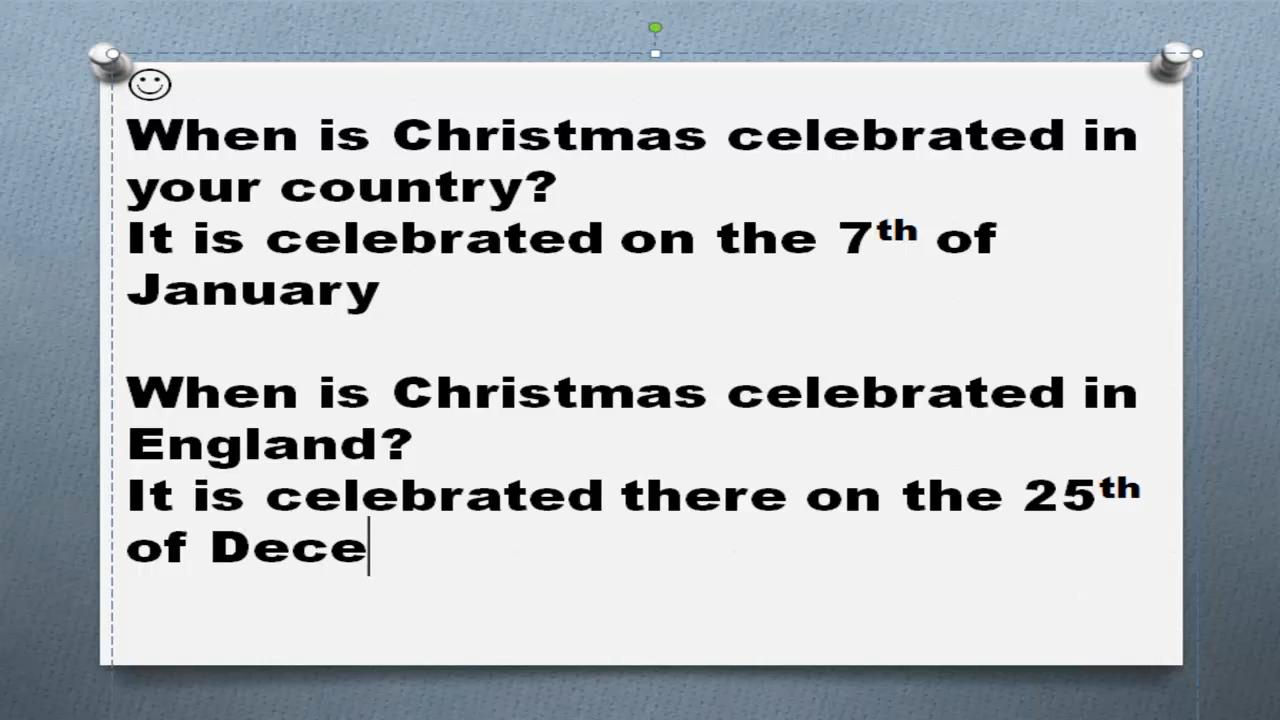 When is Christmas celebrated in
your country?
It is celebrated on the 7th of
January
When is Christmas celebrated in
England?
It is celebrated there on the 25th
of Dece